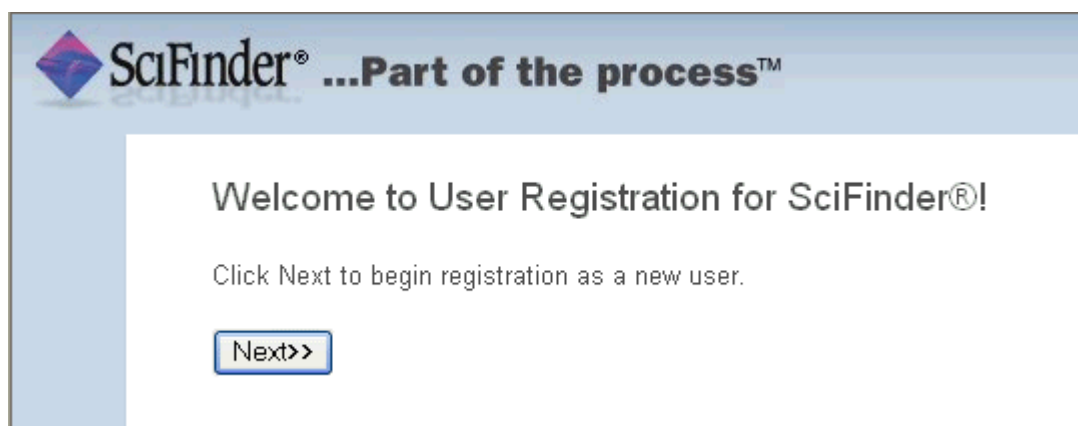 SciFinder® ...Part of the process™
Welcome to User Registration for SciFinder®!
Click Next to begin registration as a new user.
Next>>